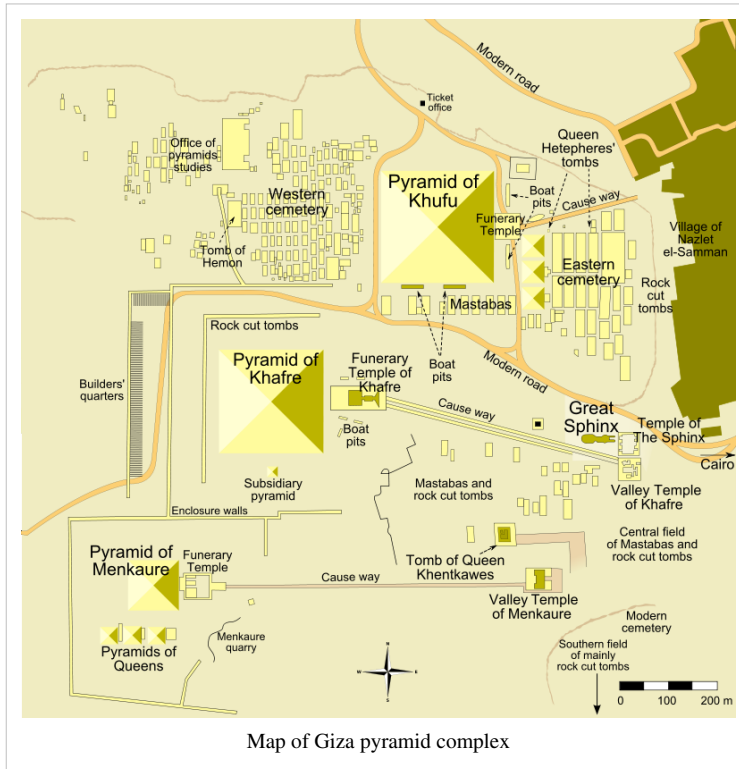 Modern road
Ticket
office
Queen
Hetepheres'
tombs
Office of
pyramids
studies
Pyramid of
Khufu
Boat
pits
Western
cemetery
Cause way
Funerary
Temple
Village of
Nazlet
el-Samman
Tomb of
Hemon
Eastern
cemetery
Rock
cut
tombs
Mastabas
Rock cut tombs
Pyramid of
Khafre
Funerary
Temple of
Khafre
Boat
pits
Modern road
Builders'
quarters
Cause way
Great
Sphinx
Temple of
The Sphinx
Boat
pits
Cairo
Subsidiary
pyramid
Mastabas and
rock cut tombs
Valley Temple
of Khafre
Enclosure walls
Central field
of Mastabas and
rock cut tombs
Pyramid of
Menkaure
Funerary
Temple
Tomb of Queen
Khentkawes
Cause way
Valley Temple
of Menkaure
Modern
cemetery
Pyramids of
Queens
Menkaure
quarry
Southern field
of mainly
rock cut tombs
N
W E
S
0 100 200 m
Map of Giza pyramid complex